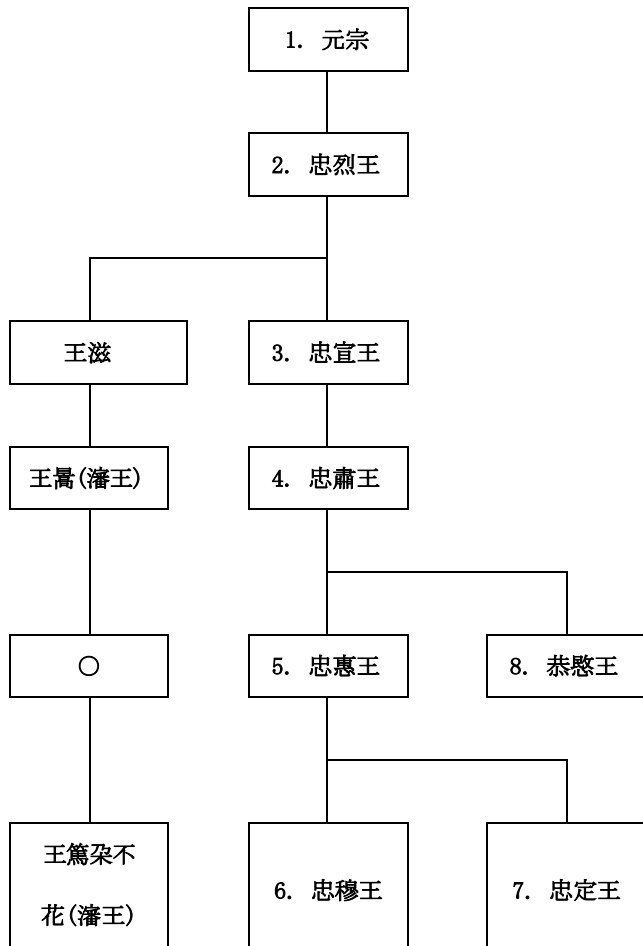 1. 元宗
2. 忠烈王
王滋
3. 忠宣王
王暠(瀋王)
4. 忠肅王
〇
5. 忠惠王
8. 恭愍王
王篤朶不
花(瀋王)
6. 忠穆王
7. 忠定王